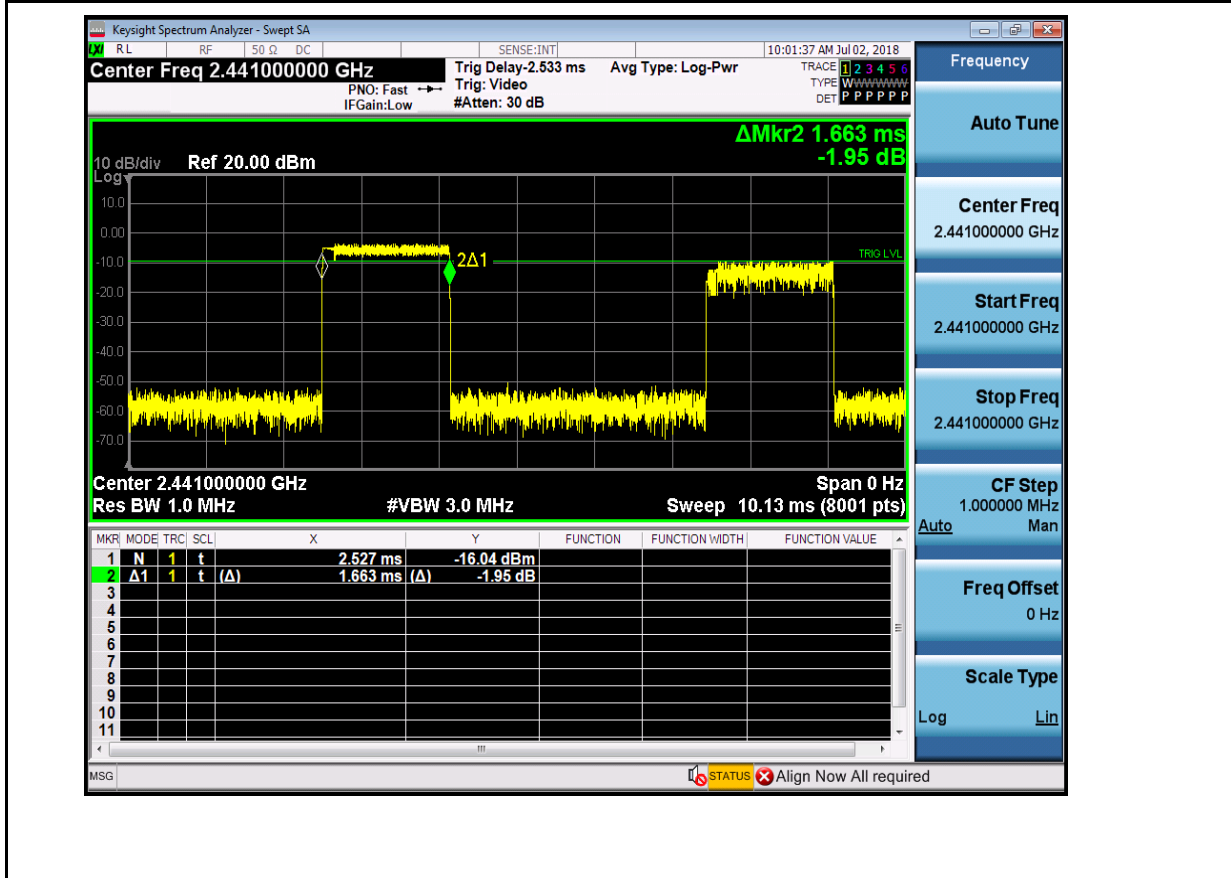 Keysight Spectrum Analyzer - Swept SA
LXI RL RF 50 Ω DC SENSE:INT 10:01:37 AM Jul 02, 2018
Center Freq 2.441000000 GHz
PNO: Fast
IFGain:Low
Trig Delay-2.533 ms
Trig: Video
#Atten: 30 dB
Avg Type: Log-Pwr
TRACE 1 2 3 4 5 6
TYPE WWWWWW
DET P P P P P P
ΔMkr2 1.663 ms
-1.95 dB
10 dB/div Ref 20.00 dBm
Log
10.0
0.00
-10.0
-20.0
-30.0
-40.0
-50.0
-60.0
-70.0
2Δ1
TRIG LVL
Center 2.441000000 GHz Span 0 Hz
Res BW 1.0 MHz #VBW 3.0 MHz Sweep 10.13 ms (8001 pts)
MKR MODE TRC SCL X Y FUNCTION FUNCTION WIDTH FUNCTION VALUE
1 N 1 t 2.527 ms -16.04 dBm
2 Δ1 1 t (Δ) 1.663 ms (Δ) -1.95 dB
3
4
5
6
7
8
9
10
11
MSG STATUS Align Now All required
Frequency
Auto Tune
Center Freq
2.441000000 GHz
Start Freq
2.441000000 GHz
Stop Freq
2.441000000 GHz
CF Step
1.000000 MHz
Auto Man
Freq Offset
0 Hz
Scale Type
Log Lin